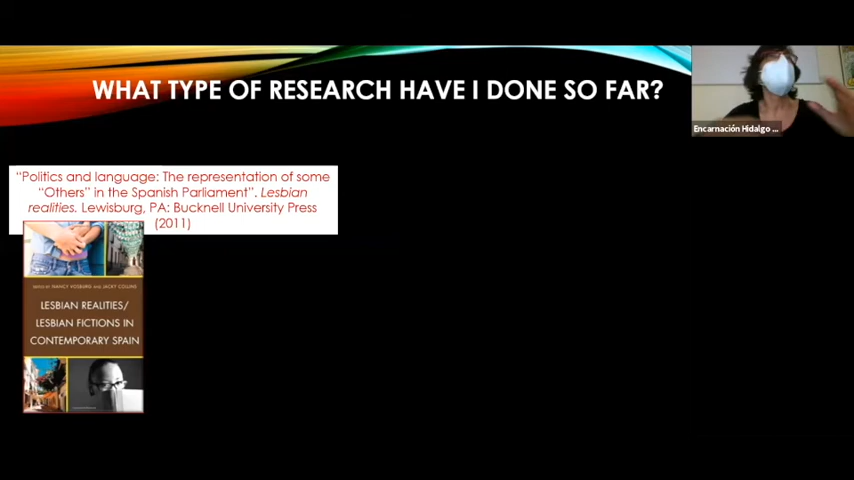 WHAT TYPE OF RESEARCH HAVE I DONE SO FAR?
Encarnación Hidalgo ...
“Politics and language: The representation of some
“Others” in the Spanish Parliament”. Lesbian
realities. Lewisburg, PA: Bucknell University Press
(2011)
EDITED BY NANCY VOSBURG AND JACKY COLLINS
LESBIAN REALITIES/
LESBIAN FICTIONS IN
CONTEMPORARY SPAIN